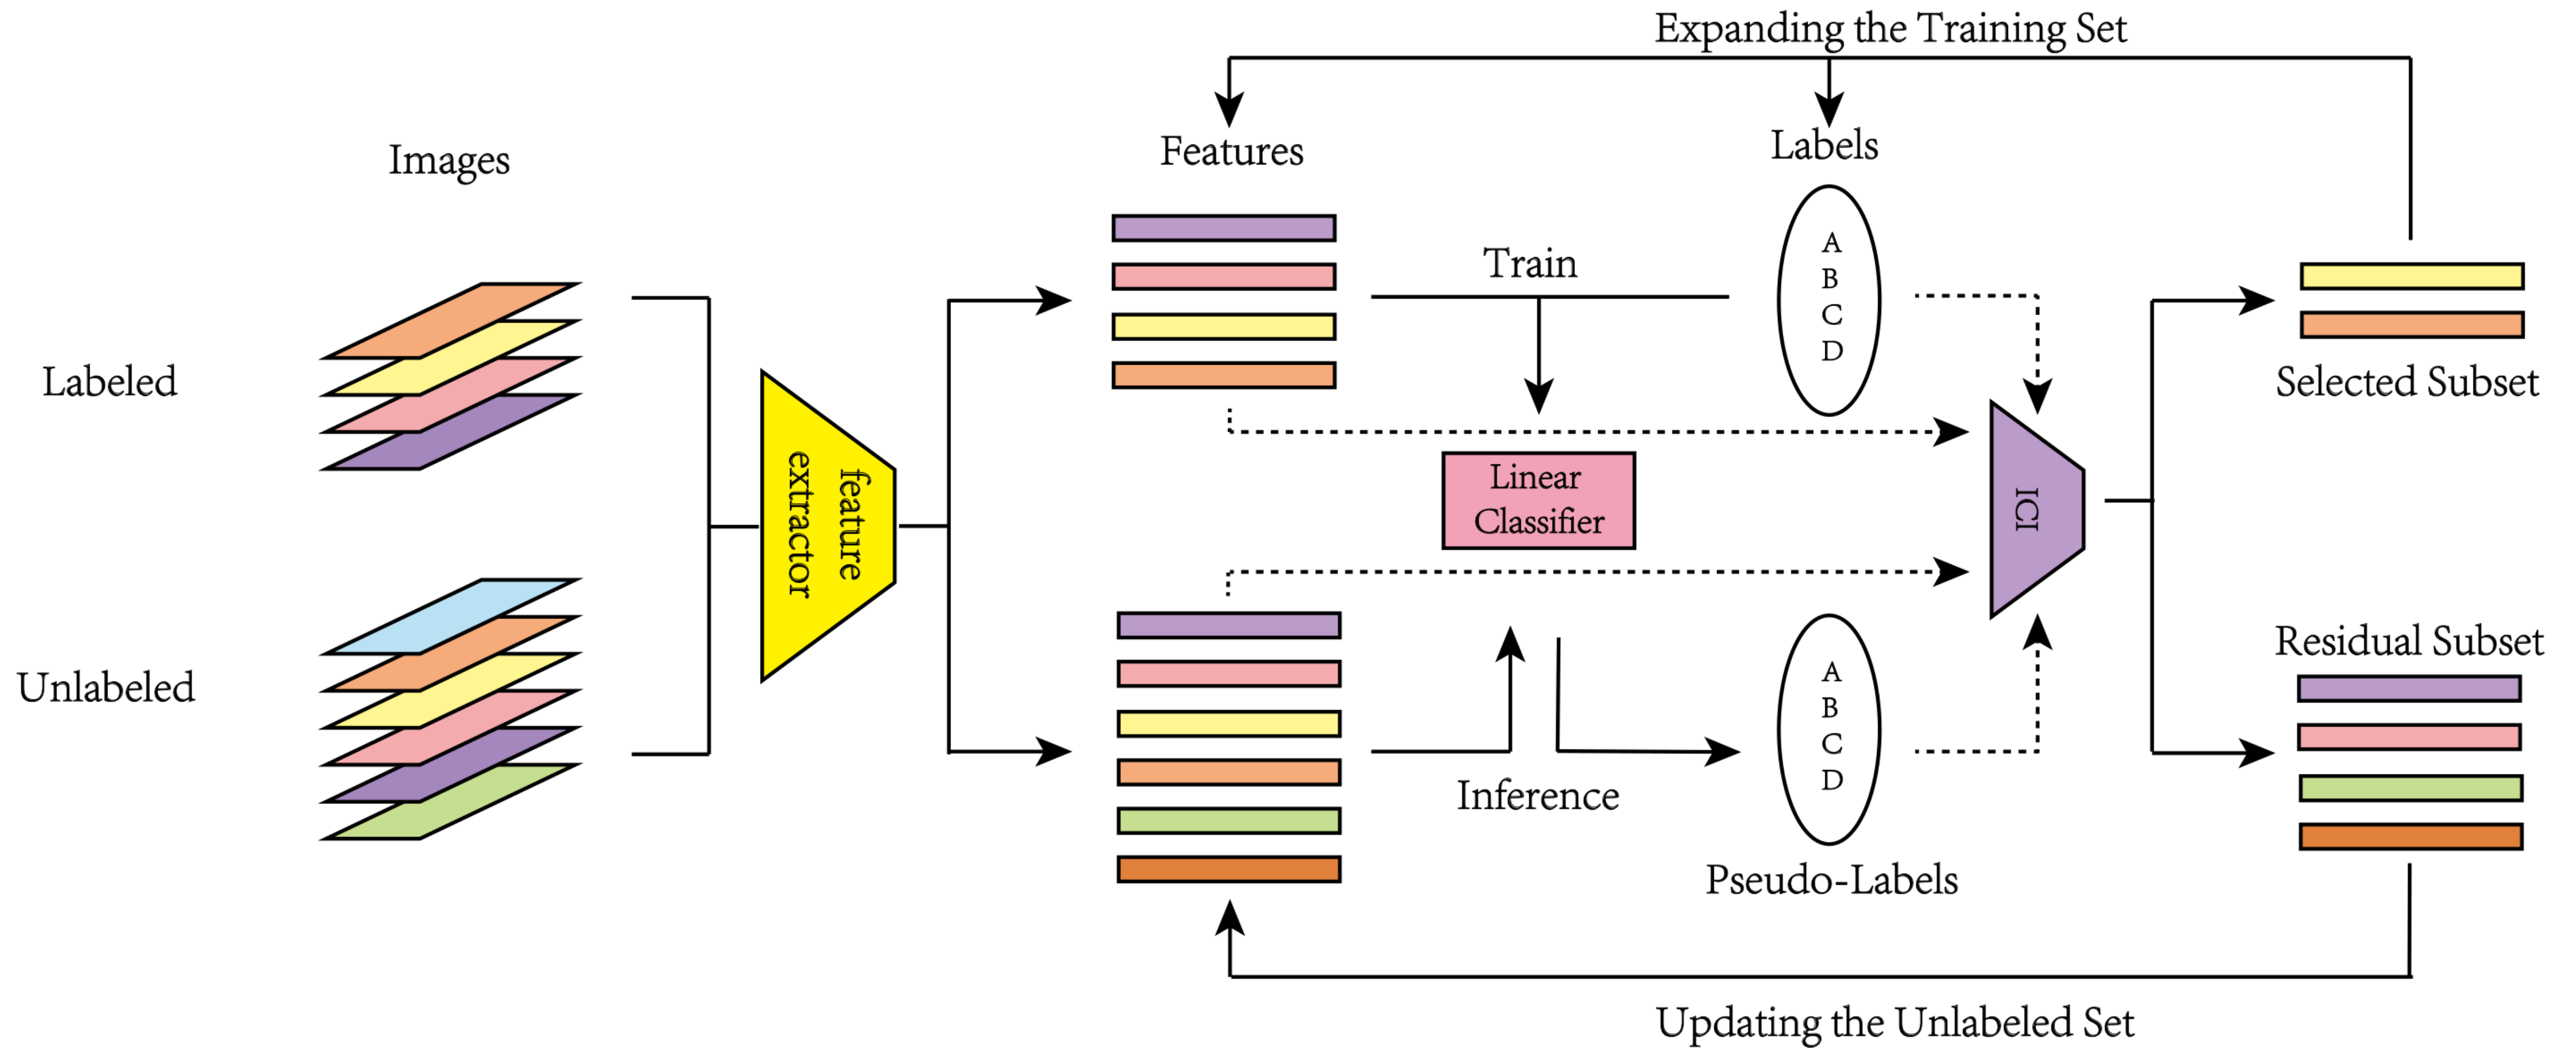 Expanding the Training Set
Images
Features
Labels
Labeled
Train
A
B
C
D
Selected Subset
feature
extractor
Linear
Classifier
ICI
Unlabeled
Inference
A
B
C
D
Pseudo-Labels
Residual Subset
Updating the Unlabeled Set